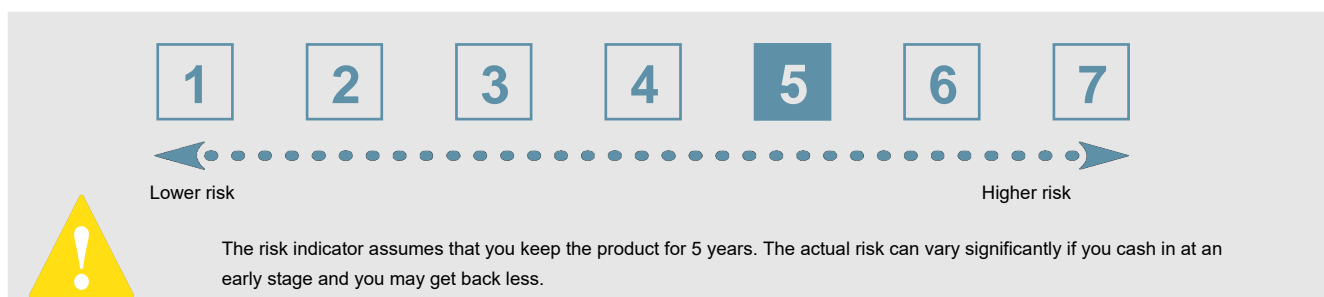 1 2 3 4 5 6 7
Lower risk Higher risk
!
The risk indicator assumes that you keep the product for 5 years. The actual risk can vary significantly if you cash in at an
early stage and you may get back less.